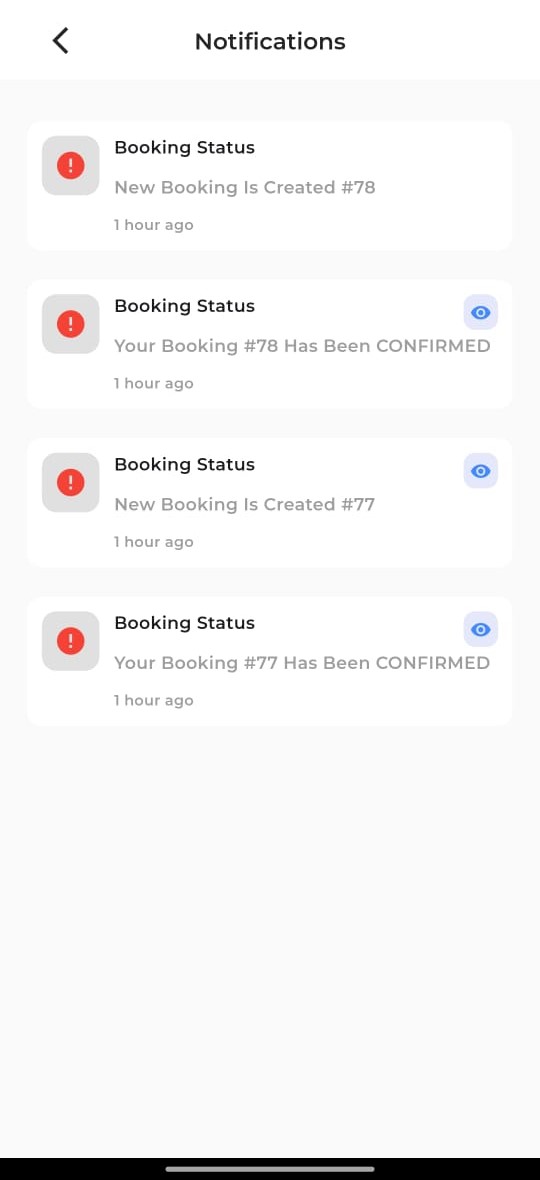 Notifications
Booking Status
New Booking Is Created #78
1 hour ago
Booking Status
Your Booking #78 Has Been CONFIRMED
1 hour ago
Booking Status
New Booking Is Created #77
1 hour ago
Booking Status
Your Booking #77 Has Been CONFIRMED
1 hour ago